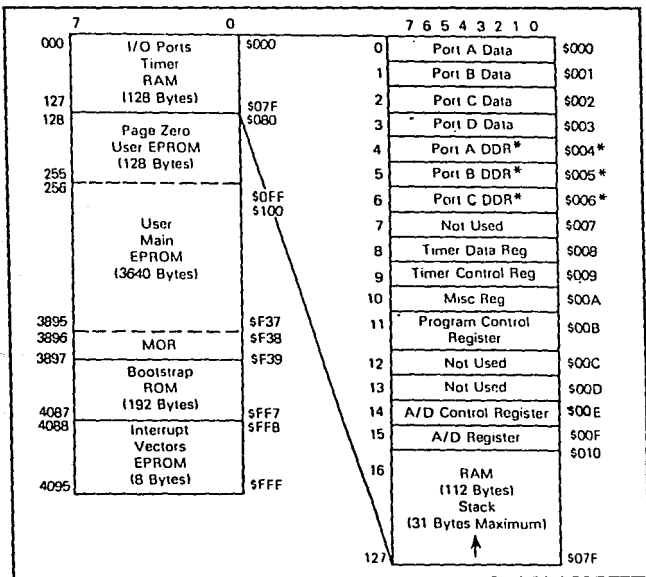 7 0
000 I/O Ports $000
Timer
RAM
(128 Bytes)
127 $07F
128 $080
Page Zero
User EPROM
(128 Bytes)
255 $0FF
256 $100
User
Main
EPROM
(3640 Bytes)
3895 $F37
3896 MOR $F38
3897 $F39
Bootstrap
ROM
(192 Bytes)
4087 $FF7
4088 $FF8
Interrupt
Vectors
EPROM
(8 Bytes)
4095 $FFF
7 6 5 4 3 2 1 0
0 Port A Data $000
1 Port B Data $001
2 Port C Data $002
3 Port D Data $003
4 Port A DDR* $004*
5 Port B DDR* $005*
6 Port C DDR* $006*
7 Not Used $007
8 Timer Data Reg $008
9 Timer Control Reg $009
10 Misc Reg $00A
11 Program Control
Register $00B
12 Not Used $00C
13 Not Used $00D
14 A/D Control Register $00E
15 A/D Register $00F
$010
16 RAM
(112 Bytes)
Stack
(31 Bytes Maximum)
127 $07F